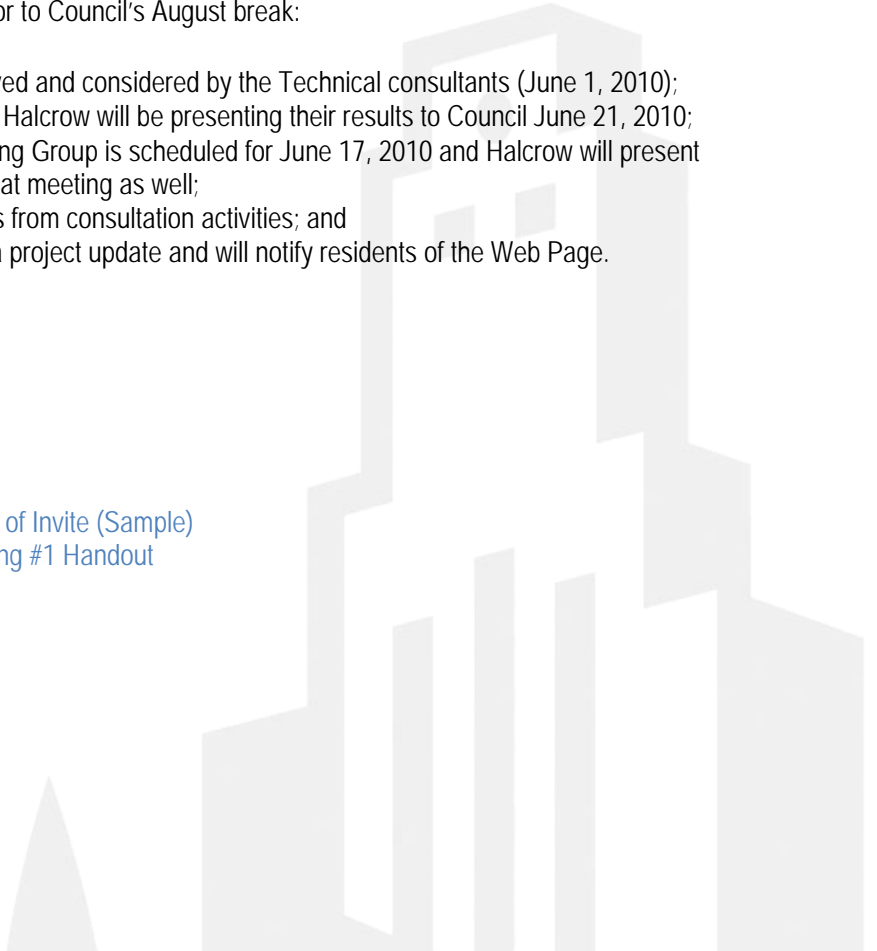 or to Council's August break:
ed and considered by the Technical consultants (June 1, 2010);
Halcrow will be presenting their results to Council June 21, 2010;
ng Group is scheduled for June 17, 2010 and Halcrow will present
at meeting as well;
s from consultation activities; and
project update and will notify residents of the Web Page.
of Invite (Sample)
ng #1 Handout